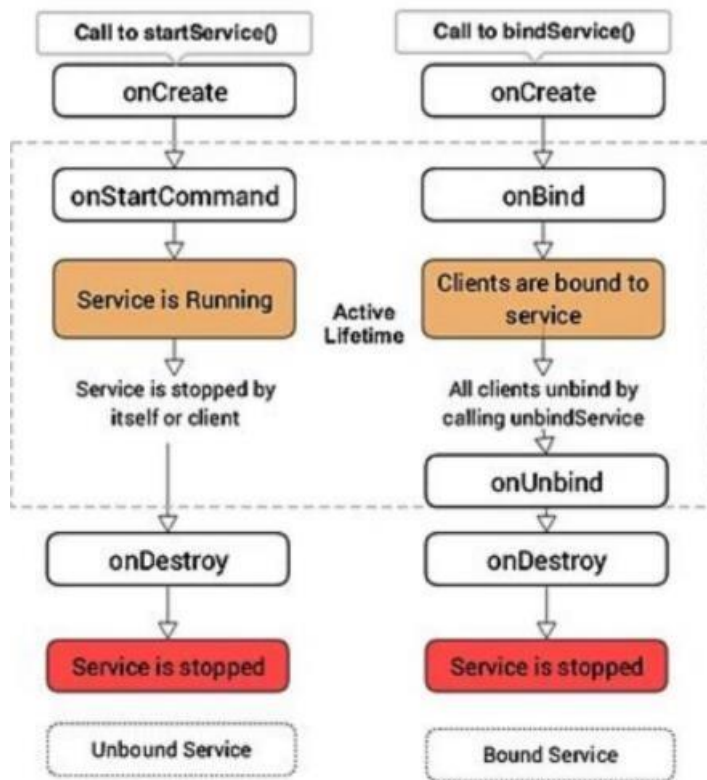 Call to startService()
onCreate
onStartCommand
Service is Running
Service is stopped by
itself or client
onDestroy
Service is stopped
Unbound Service
Active
Lifetime
Call to bindService()
onCreate
onBind
Clients are bound to
service
All clients unbind by
calling unbindService
onUnbind
onDestroy
Service is stopped
Bound Service